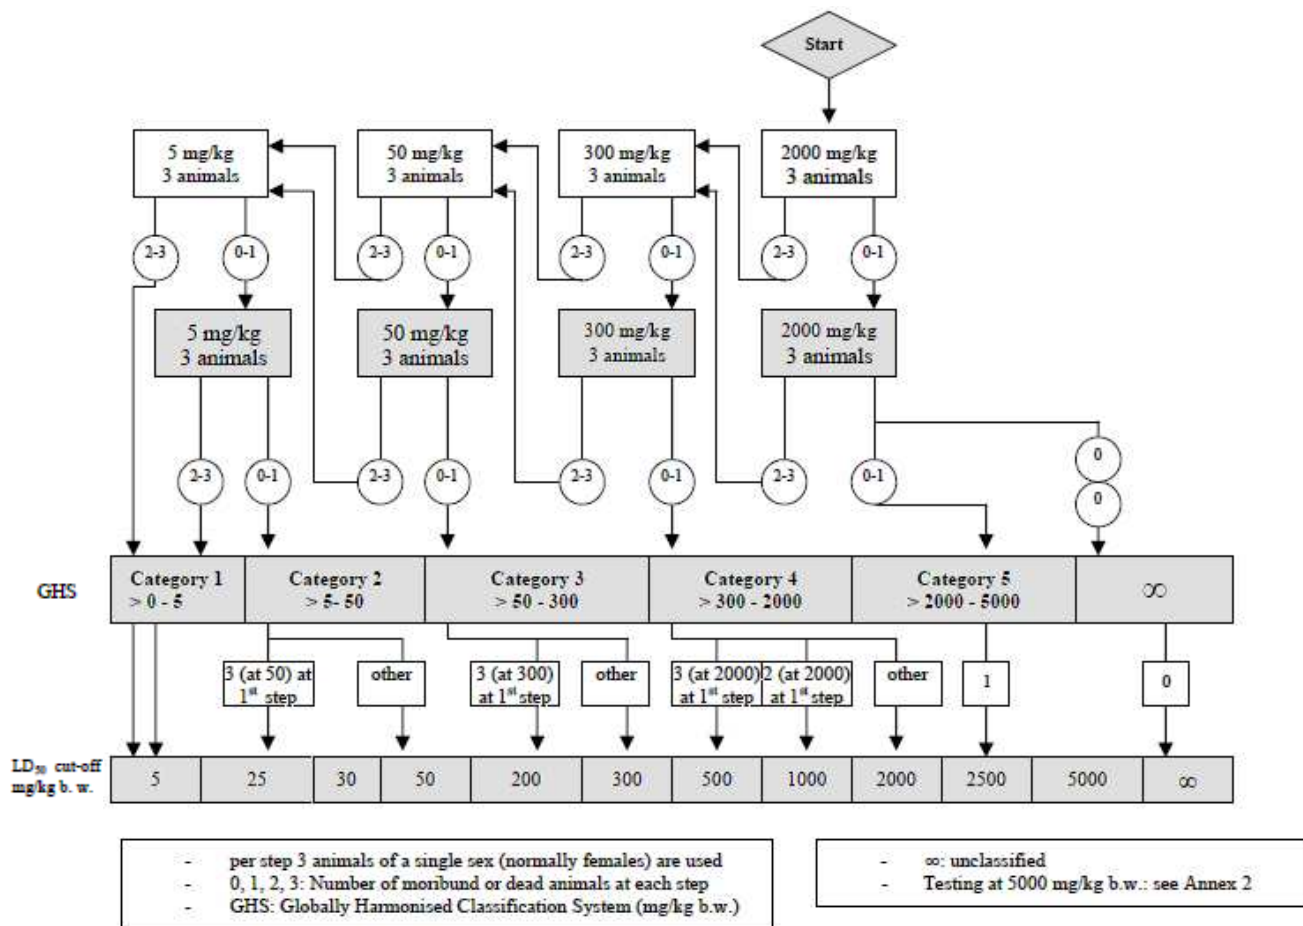 Start
5 mg/kg
3 animals
50 mg/kg
3 animals
300 mg/kg
3 animals
2000 mg/kg
3 animals
2-3
0-1
2-3
0-1
2-3
0-1
2-3
0-1
5 mg/kg
3 animals
50 mg/kg
3 animals
300 mg/kg
3 animals
2000 mg/kg
3 animals
2-3
0-1
2-3
0-1
2-3
0-1
2-3
0-1
0
0
GHS
Category 1
> 0 - 5
Category 2
> 5- 50
Category 3
> 50 - 300
Category 4
> 300 - 2000
Category 5
> 2000 - 5000
∞
3 (at 50) at
1st step
other
3 (at 300)
at 1st step
other
3 (at 2000)
at 1st step
2 (at 2000)
at 1st step
other
1
0
LD50 cut-off
mg/kg b. w.
5
25
30
50
200
300
500
1000
2000
2500
5000
∞
- per step 3 animals of a single sex (normally females) are used
- 0, 1, 2, 3: Number of moribund or dead animals at each step
- GHS: Globally Harmonised Classification System (mg/kg b.w.)
- ∞: unclassified
- Testing at 5000 mg/kg b.w.: see Annex 2